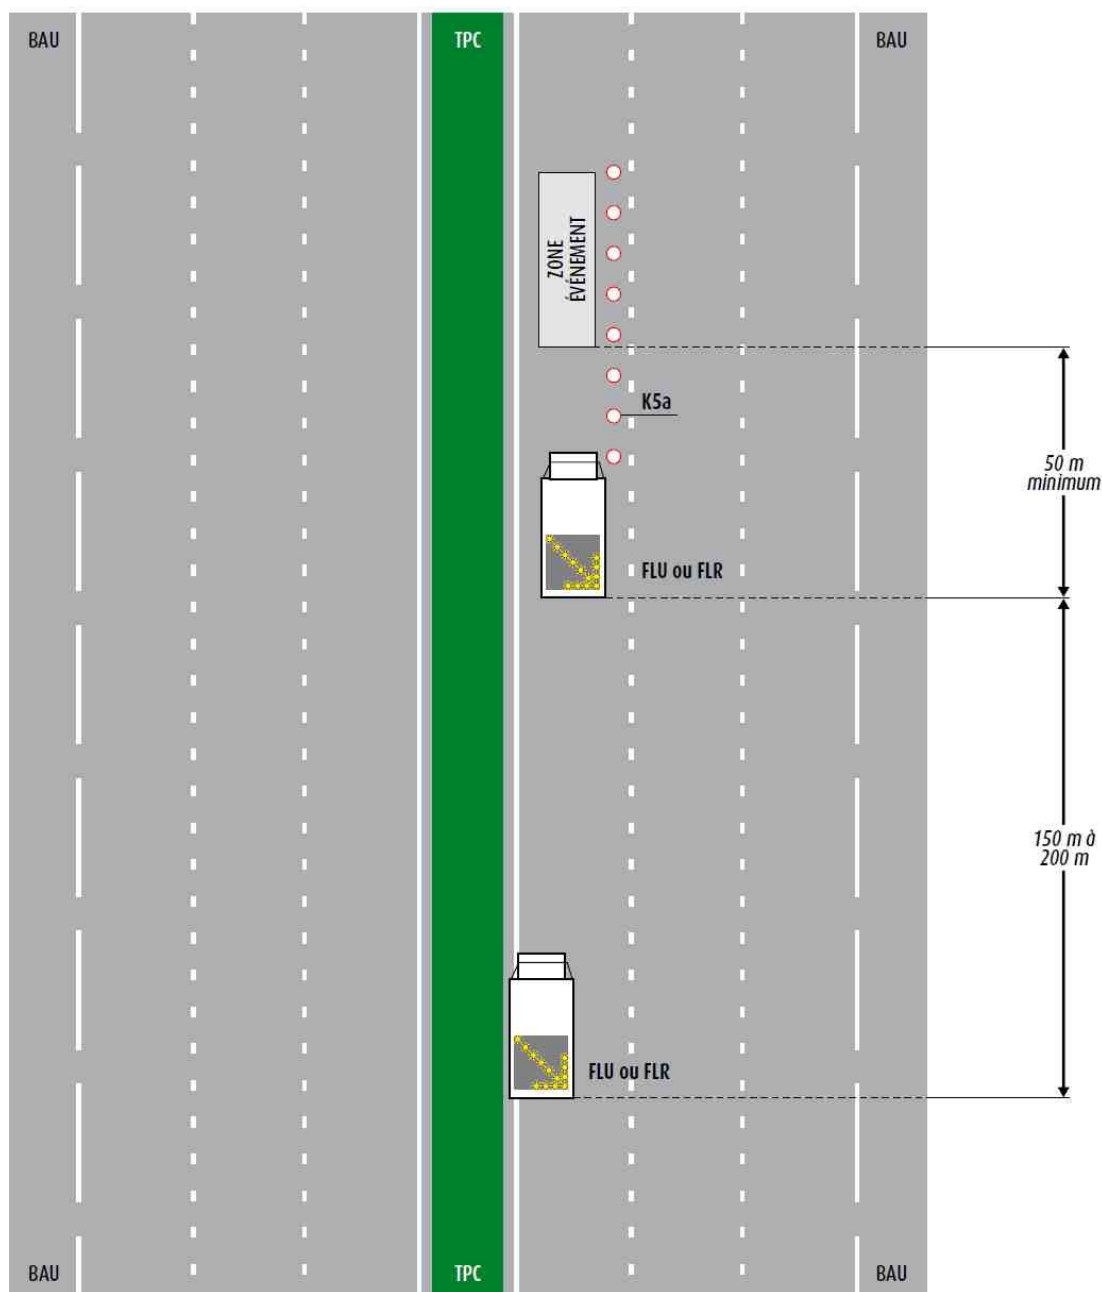 BAU
TPC
BAU
ZONE
ÉVÉNEMENT
K5a
50 m
minimum
FLU ou FLR
150 m à
200 m
FLU ou FLR
BAU
TPC
BAU